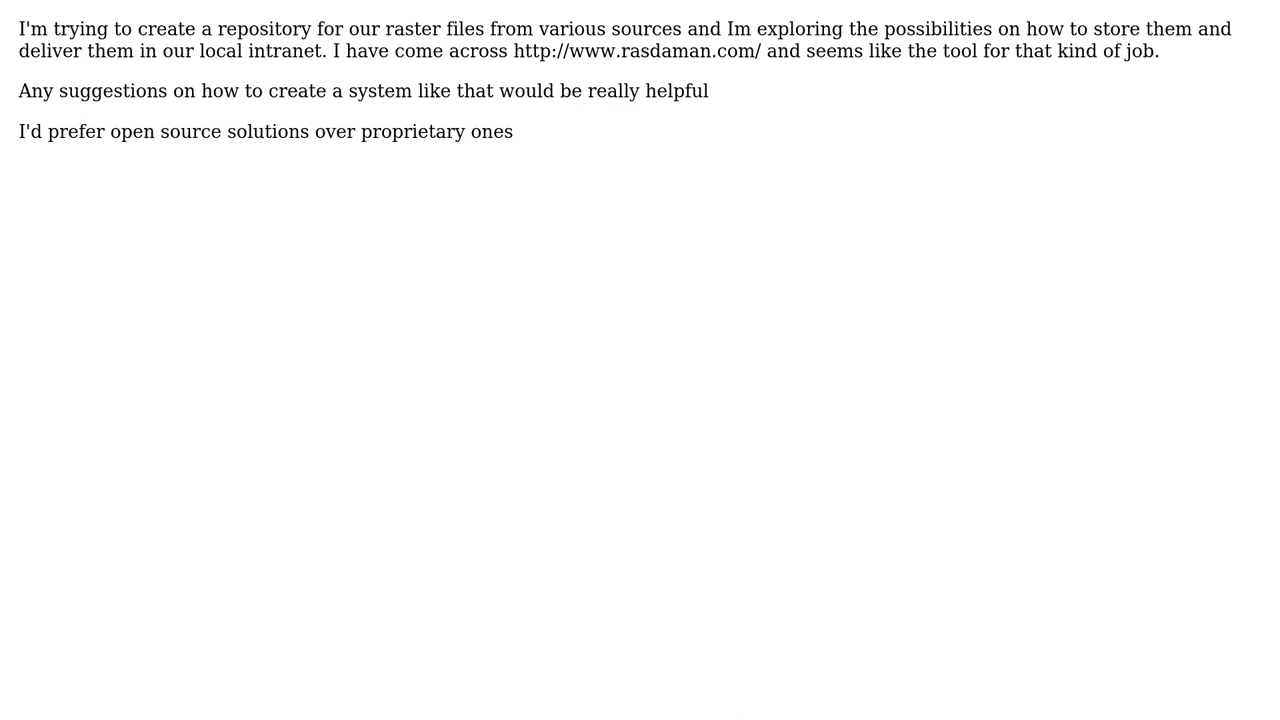 I'm trying to create a repository for our raster files from various sources and Im exploring the possibilities on how to store them and
deliver them in our local intranet. I have come across http://www.rasdaman.com/ and seems like the tool for that kind of job.
Any suggestions on how to create a system like that would be really helpful
I'd prefer open source solutions over proprietary ones